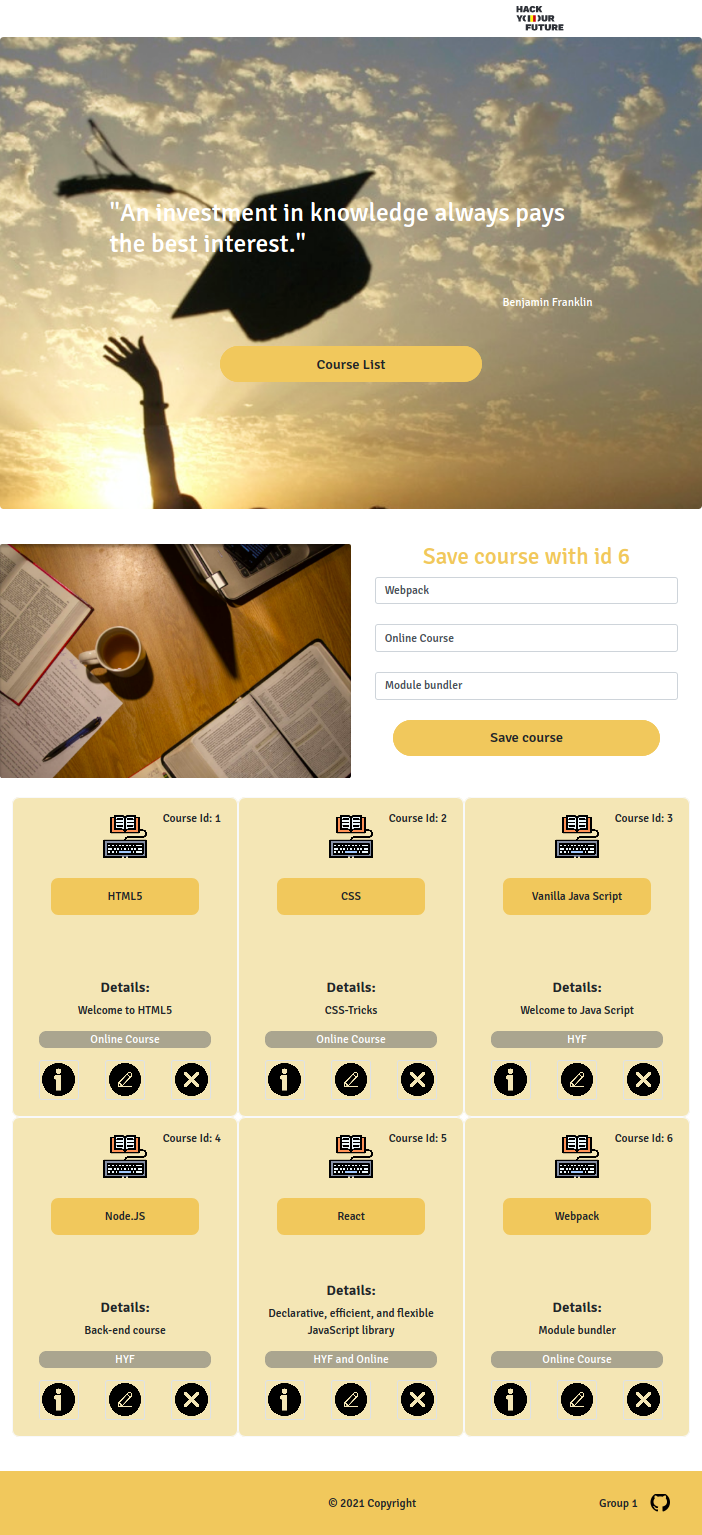 HACK
YOUR
FUTURE
"An investment in knowledge always pays
the best interest."
Benjamin Franklin
Course List
Save course with id 6
Webpack
Online Course
Module bundler
Save course
Course Id: 1
HTML5
Details:
Welcome to HTML5
Online Course
Course Id: 2
CSS
Details:
CSS-Tricks
Online Course
Course Id: 3
Vanilla Java Script
Details:
Welcome to Java Script
HYF
Course Id: 4
Node.JS
Details:
Back-end course
HYF
Course Id: 5
React
Details:
Declarative, efficient, and flexible
JavaScript library
HYF and Online
Course Id: 6
Webpack
Details:
Module bundler
Online Course
© 2021 Copyright
Group 1